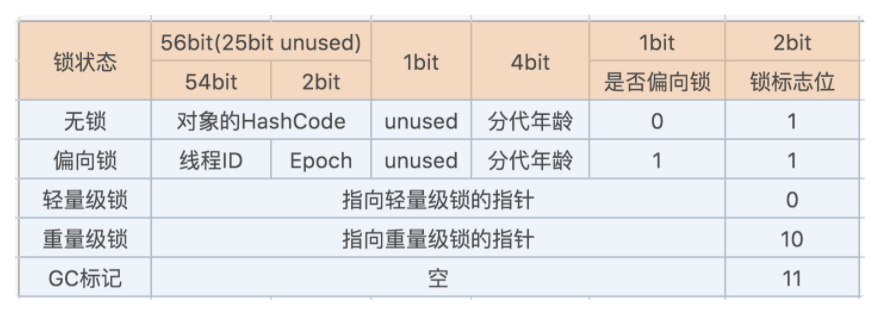 锁状态 56bit(25bit unused) 1bit 4bit 1bit 2bit
54bit 2bit 是否偏向锁 锁标志位
无锁 对象的HashCode unused 分代年龄 0 1
偏向锁 线程ID Epoch unused 分代年龄 1 1
轻量级锁 指向轻量级锁的指针 0
重量级锁 指向重量级锁的指针 10
GC标记 空 11